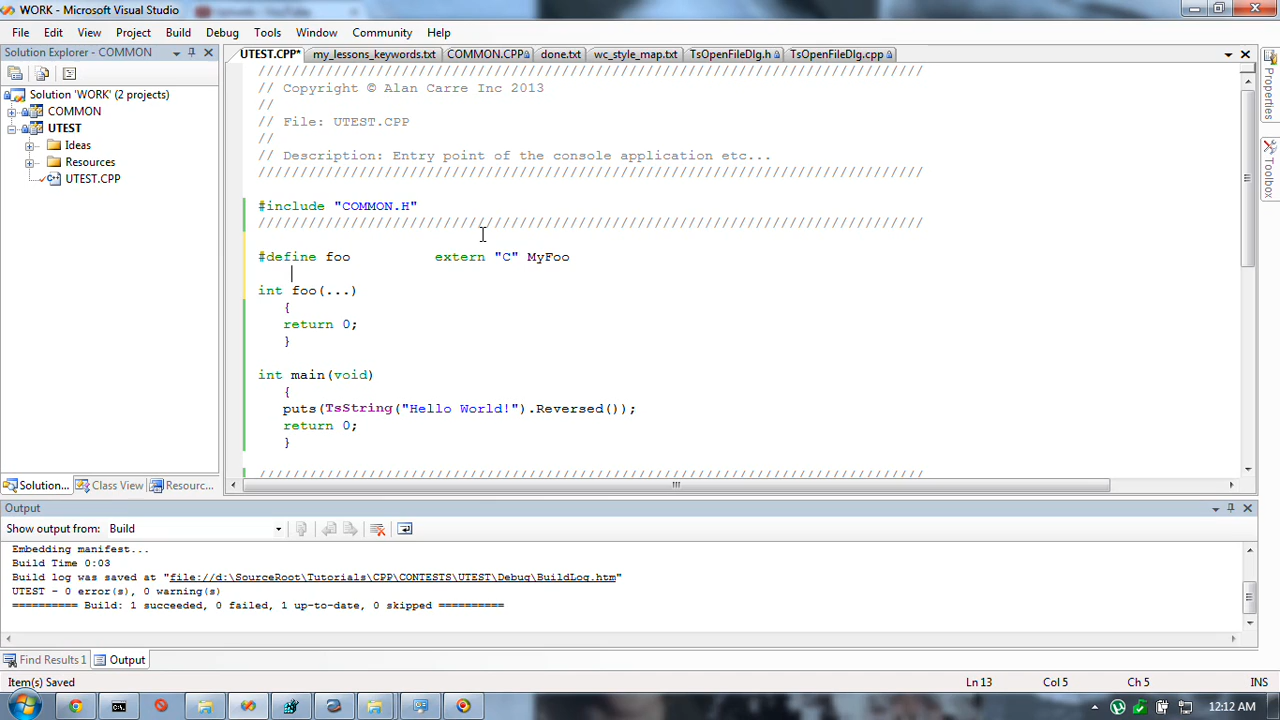 WORK - Microsoft Visual Studio
File Edit View Project Build Debug Tools Window Community Help
Solution Explorer - COMMON
UTEST.CPP* my_lessons_keywords.txt COMMON.CPP done.txt wc_style_map.txt TsOpenFileDlg.h TsOpenFileDlg.cpp
Solution 'WORK' (2 projects)
COMMON
UTEST
Ideas
Resources
UTEST.CPP
////////////////////////////////////////////////////////////////////////////////
// Copyright © Alan Carre Inc 2013
//
// File: UTEST.CPP
//
// Description: Entry point of the console application etc...
////////////////////////////////////////////////////////////////////////////////
#include "COMMON.H"
////////////////////////////////////////////////////////////////////////////////
#define foo extern "C" MyFoo
int foo(...)
{
return 0;
}
int main(void)
{
puts(TsString("Hello World!").Reversed());
return 0;
}
////////////////////////////////////////////////////////////////////////////////
Properties
Toolbox
Solution... Class View Resourc...
Output
Show output from: Build
Embedding manifest...
Build Time 0:03
Build log was saved at "file://d:\SourceRoot\Tutorials\CPP\CONTESTS\UTEST\Debug\BuildLog.htm"
UTEST - 0 error(s), 0 warning(s)
========== Build: 1 succeeded, 0 failed, 1 up-to-date, 0 skipped ==========
Find Results 1 Output
Item(s) Saved Ln 13 Col 5 Ch 5 INS
12:12 AM